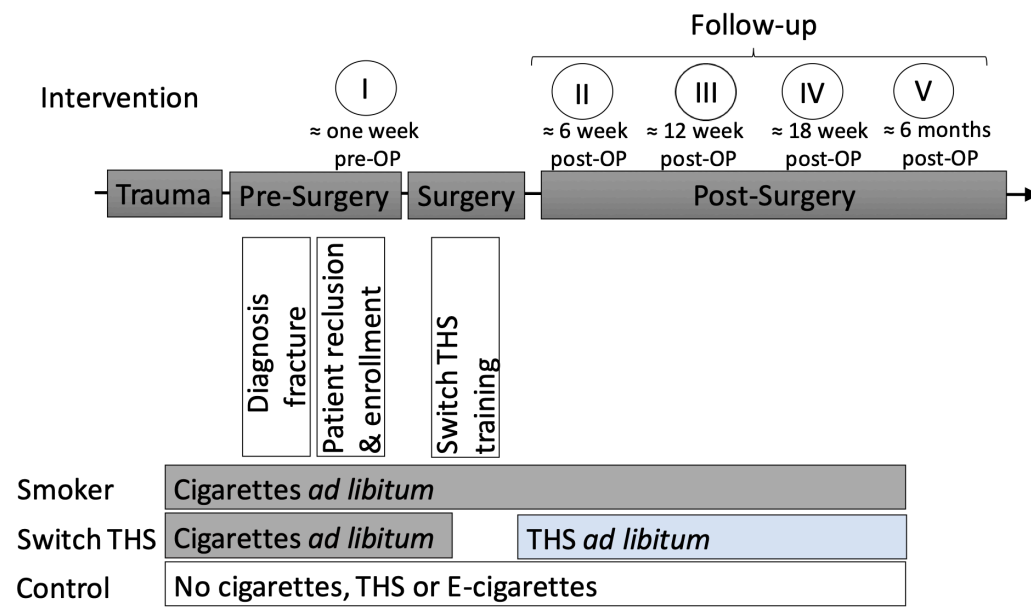 Follow-up
Intervention
I
II
III
IV
V
≈ one week
pre-OP
≈ 6 week
post-OP
≈ 12 week
post-OP
≈ 18 week
post-OP
≈ 6 months
post-OP
Trauma
Pre-Surgery
Surgery
Post-Surgery
Diagnosis
fracture
Patient reclusion
& enrollment
Switch THS
training
Smoker
Cigarettes ad libitum
Switch THS
Cigarettes ad libitum
THS ad libitum
Control
No cigarettes, THS or E-cigarettes